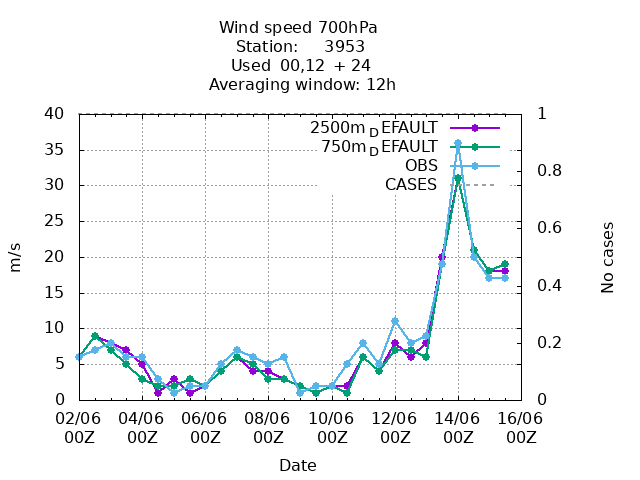 Wind speed 700hPa
Station: 3953
Used 00,12 + 24
Averaging window: 12h
40
35
30
25
20
15
10
5
0
1
0.8
0.6
0.4
0.2
0
2500m_DEFAULT
750m_DEFAULT
OBS
CASES
m/s
No cases
02/06 04/06 06/06 08/06 10/06 12/06 14/06 16/06
00Z 00Z 00Z 00Z 00Z 00Z 00Z 00Z
Date